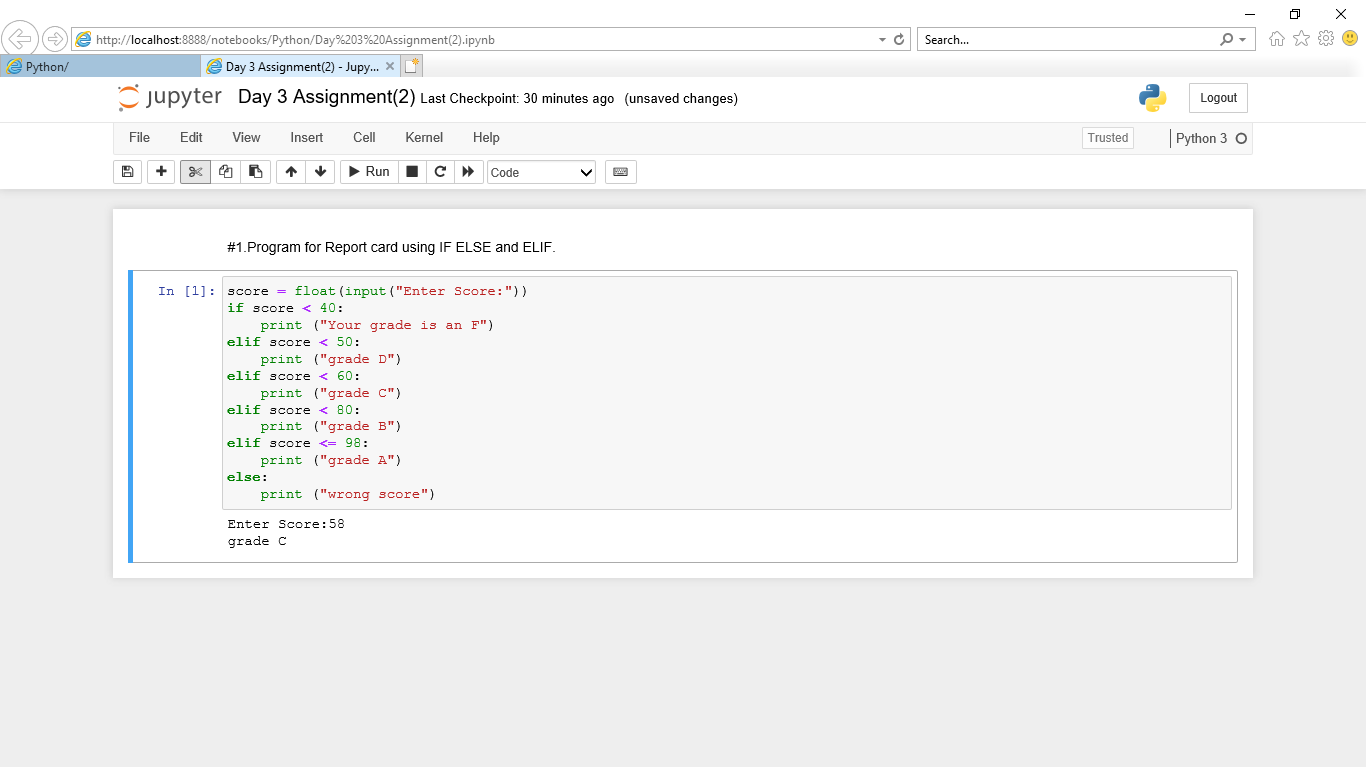 http://localhost:8888/notebooks/Python/Day%203%20Assignment(2).ipynb
Search...
Python/
Day 3 Assignment(2) - Jupy...
jupyter Day 3 Assignment(2) Last Checkpoint: 30 minutes ago (unsaved changes)
Logout
File Edit View Insert Cell Kernel Help
Trusted
Python 3
Run
Code
#1.Program for Report card using IF ELSE and ELIF.
In [1]:
score = float(input("Enter Score:"))
if score < 40:
    print ("Your grade is an F")
elif score < 50:
    print ("grade D")
elif score < 60:
    print ("grade C")
elif score < 80:
    print ("grade B")
elif score <= 98:
    print ("grade A")
else:
    print ("wrong score")
Enter Score:58
grade C